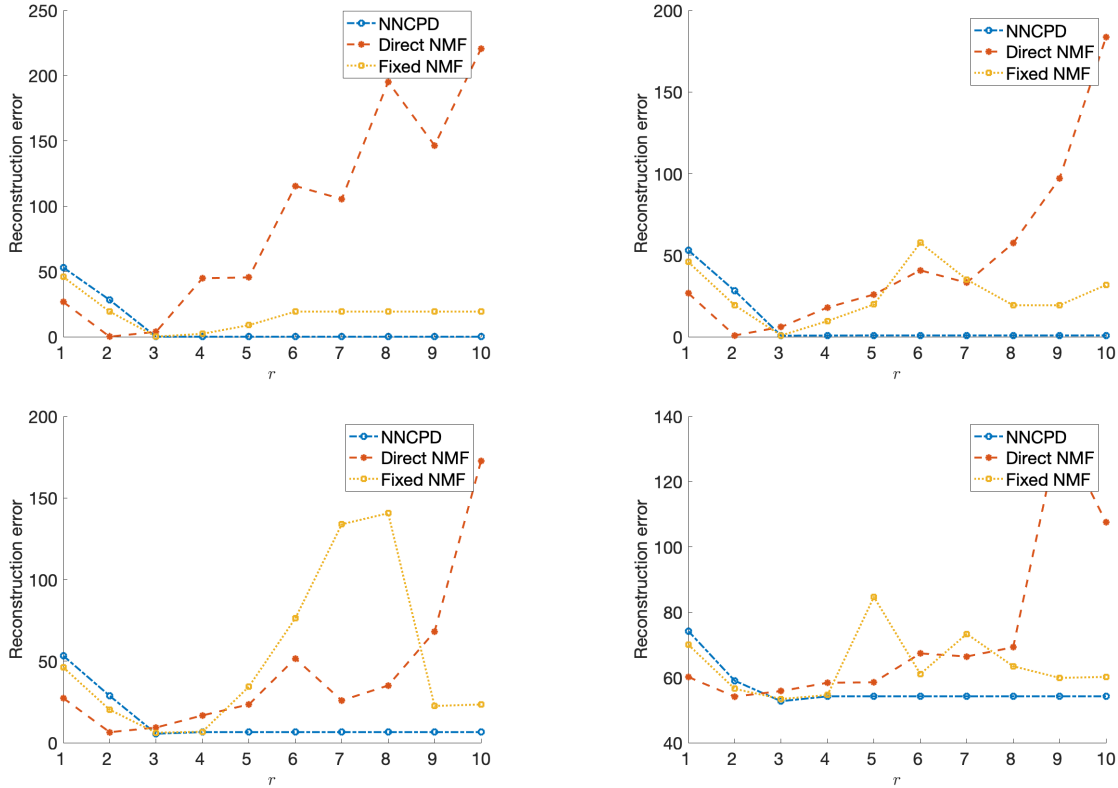 250
200
150
100
50
0
Reconstruction error
1 2 3 4 5 6 7 8 9 10
r
NNCPD
Direct NMF
Fixed NMF
200
150
100
50
0
Reconstruction error
1 2 3 4 5 6 7 8 9 10
r
NNCPD
Direct NMF
Fixed NMF
200
150
100
50
0
Reconstruction error
1 2 3 4 5 6 7 8 9 10
r
NNCPD
Direct NMF
Fixed NMF
140
120
100
80
60
40
Reconstruction error
1 2 3 4 5 6 7 8 9 10
r
NNCPD
Direct NMF
Fixed NMF